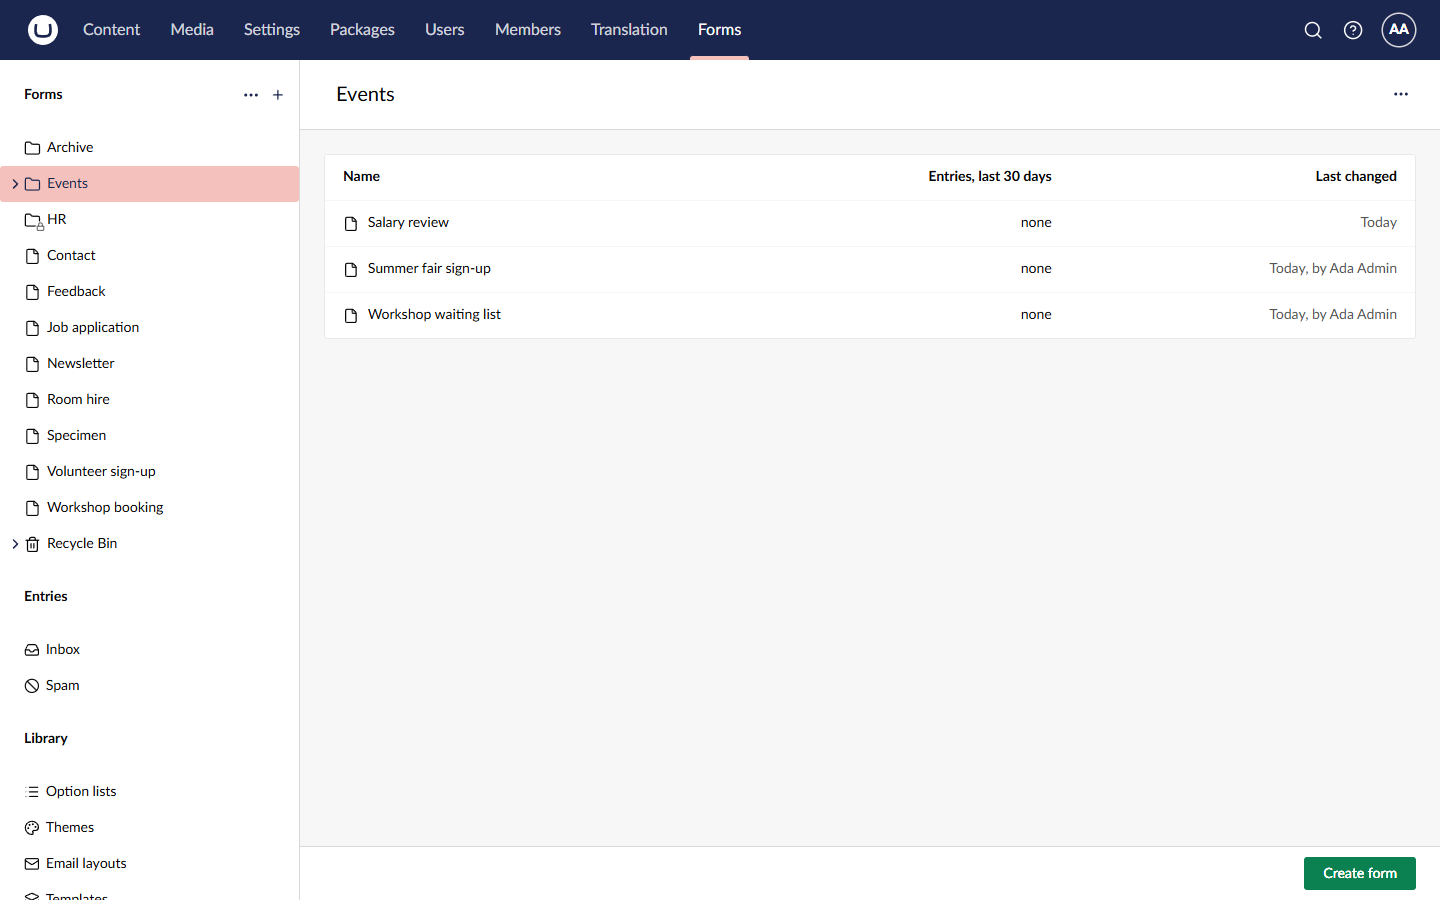 Content Media Settings Packages Users Members Translation Forms AA
Forms
Archive
Events
HR
Contact
Feedback
Job application
Newsletter
Room hire
Specimen
Volunteer sign-up
Workshop booking
Recycle Bin
Entries
Inbox
Spam
Library
Option lists
Themes
Email layouts
Templates
Events
Name Entries, last 30 days Last changed
Salary review none Today
Summer fair sign-up none Today, by Ada Admin
Workshop waiting list none Today, by Ada Admin
Create form